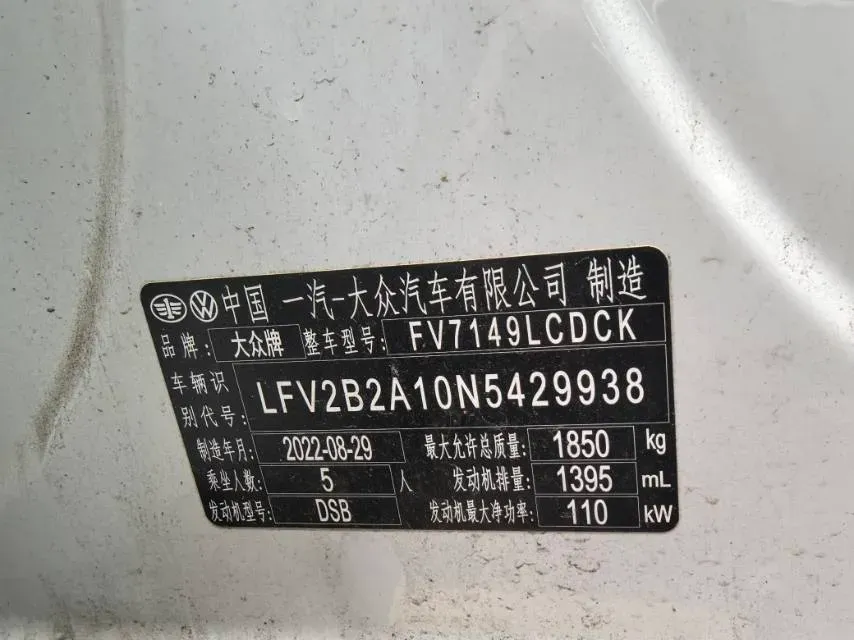 中国 一汽-大众汽车有限公司 制造
品牌: 大众牌 整车型号: FV7149LCDCK
车辆识别代号: LFV2B2A10N5429938
制造年月: 2022-08-29 最大允许总质量: 1850 kg
乘坐人数: 5 人 发动机排量: 1395 mL
发动机型号: DSB 发动机最大净功率: 110 kW